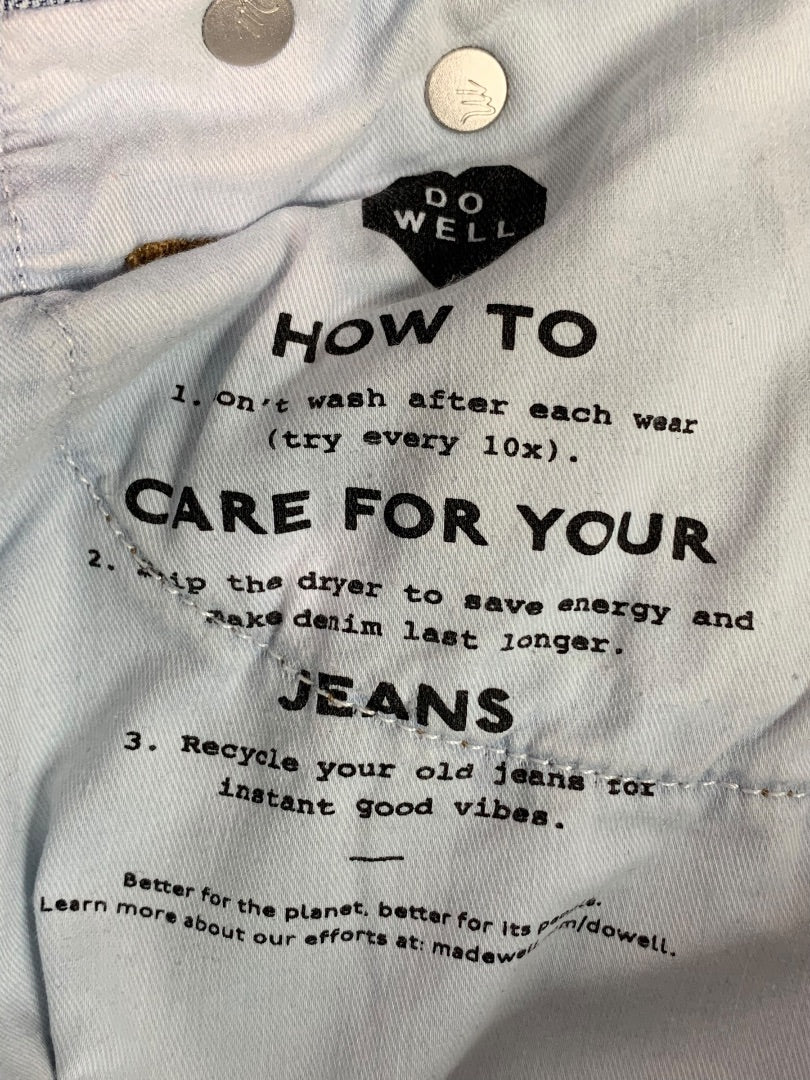 DO
WELL
HOW TO
1. on't wash after each wear
(try every 10x).
CARE FOR YOUR
2. the dryer to save energy and
make denim last longer.
JEANS
3. Recycle your old jeans for
instant good vibes.
Better for the planet, better for its
Learn more about our efforts at: /dowell.